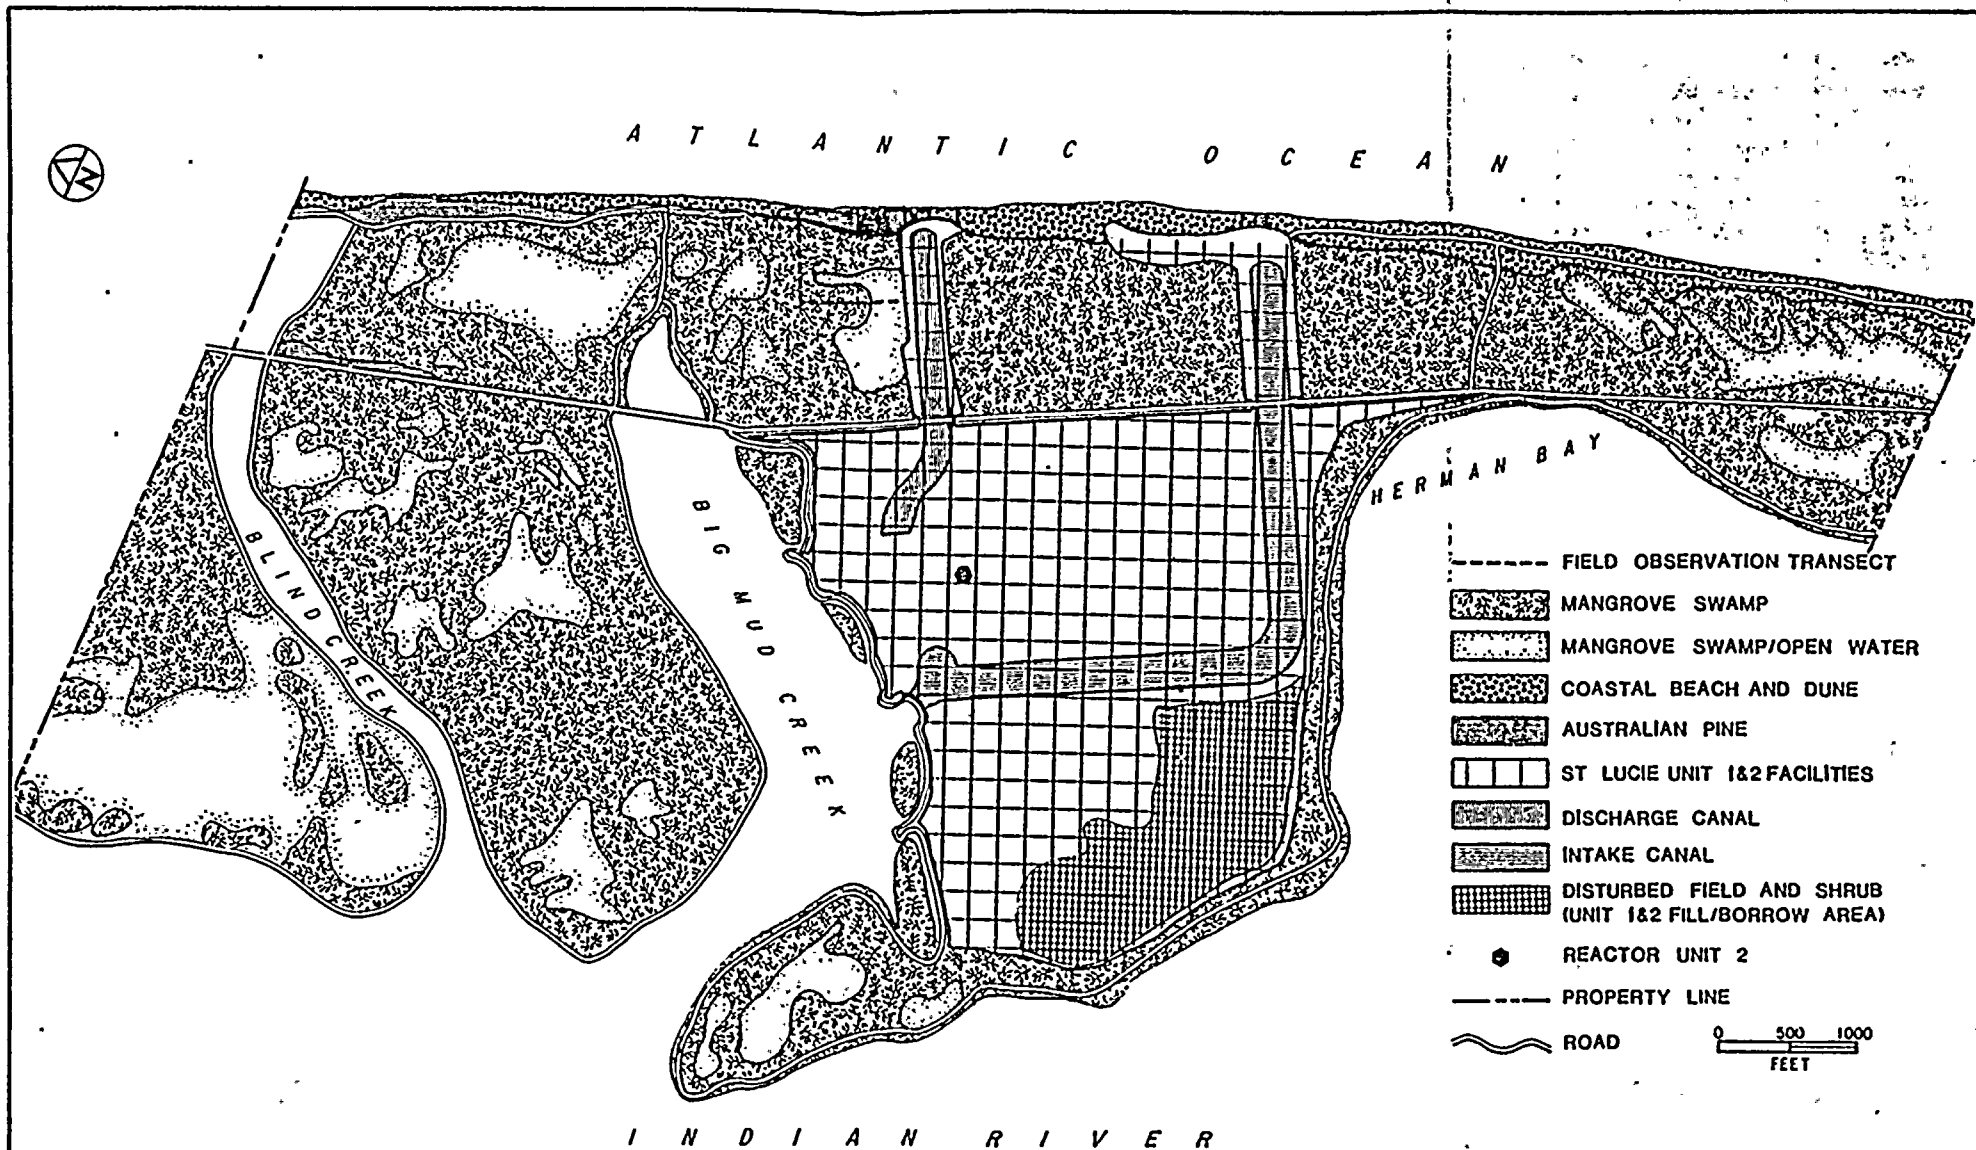 ATLANTIC OCEAN
N
BLIND CREEK
BIG MUD CREEK
HERMAN BAY
FIELD OBSERVATION TRANSECT
MANGROVE SWAMP
MANGROVE SWAMP/OPEN WATER
COASTAL BEACH AND DUNE
AUSTRALIAN PINE
ST LUCIE UNIT 1&2 FACILITIES
DISCHARGE CANAL
INTAKE CANAL
DISTURBED FIELD AND SHRUB
(UNIT 1&2 FILL/BORROW AREA)
REACTOR UNIT 2
PROPERTY LINE
ROAD
0 500 1000
FEET
INDIAN RIVER